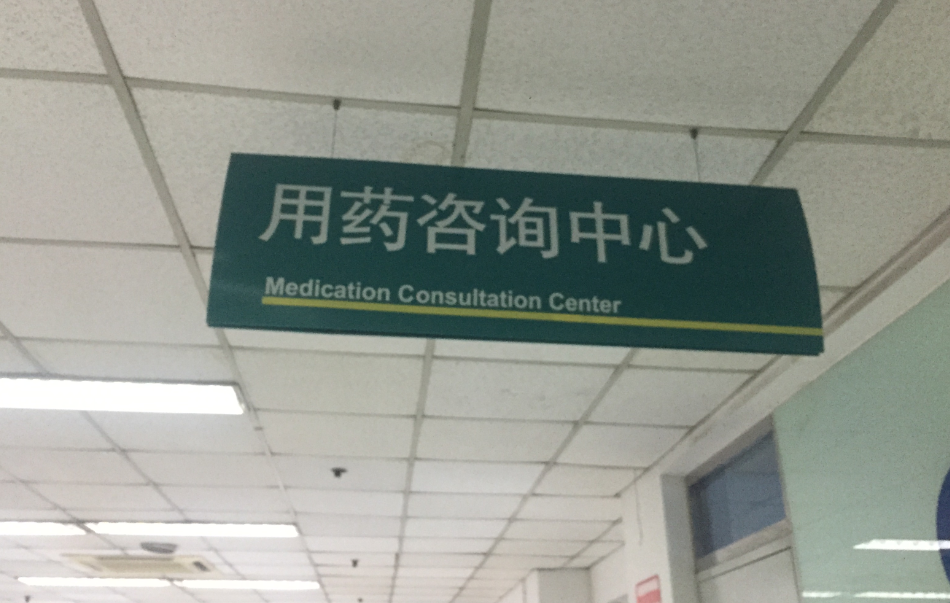 用药咨询中心
Medication Consultation Center